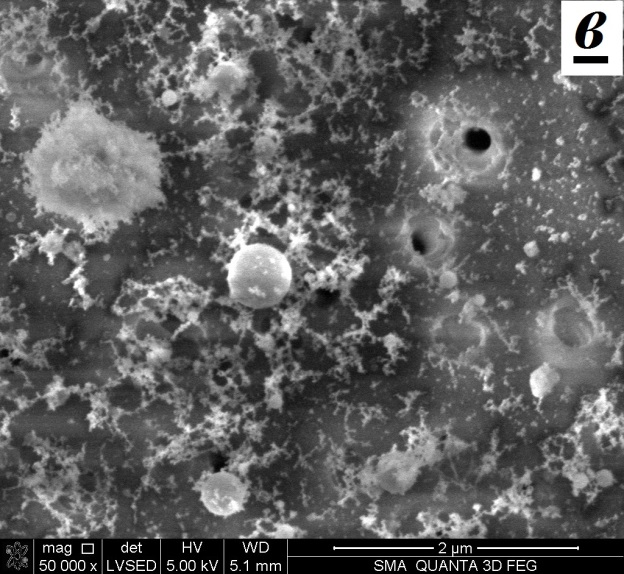 в
mag det HV WD 2 µm
50 000 x LVSED 5.00 kV 5.1 mm SMA QUANTA 3D FEG